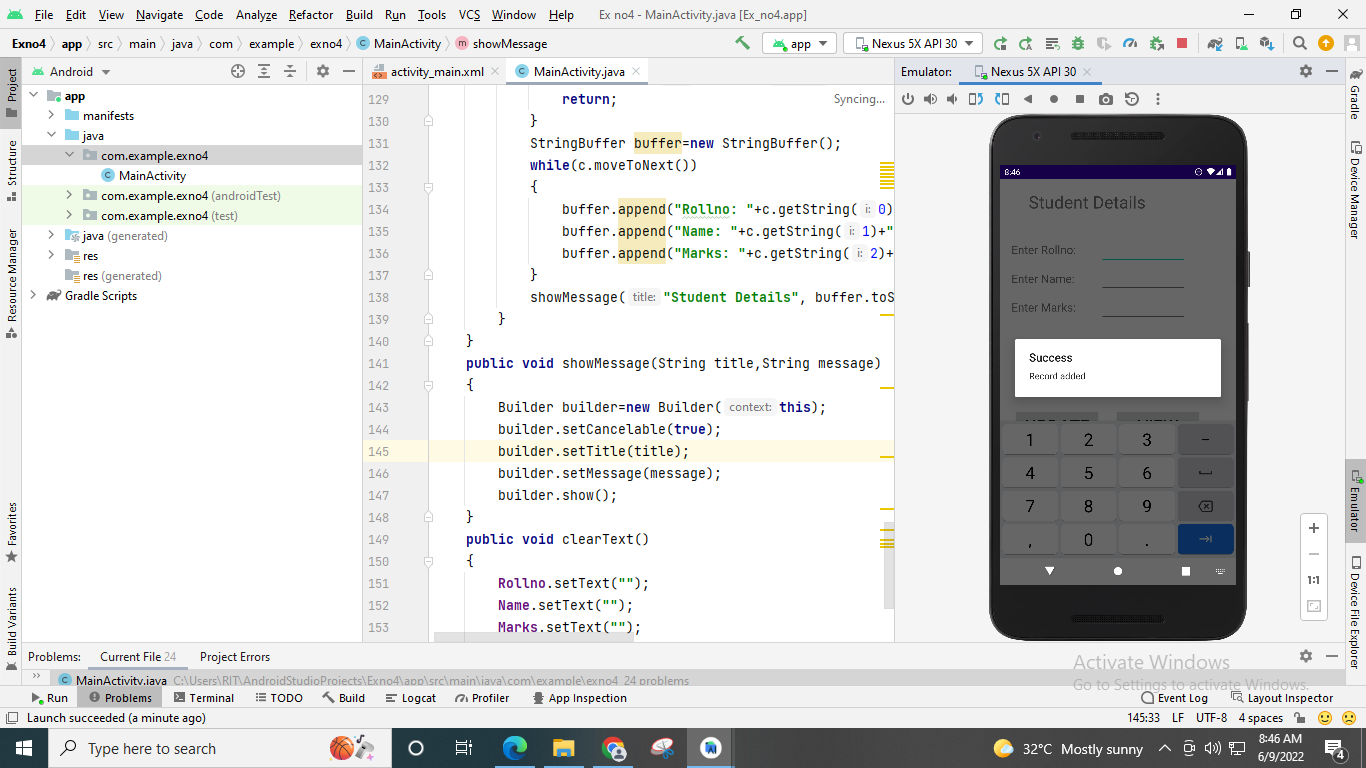 File Edit View Navigate Code Analyze Refactor Build Run Tools VCS Window Help Ex no4 - MainActivity.java [Ex_no4.app]
Exno4 app src main java com example exno4 MainActivity showMessage app Nexus 5X API 30
Android
activity_main.xml MainActivity.java
Emulator: Nexus 5X API 30
Project
Structure
Resource Manager
Favorites
Build Variants
app
manifests
java
com.example.exno4
MainActivity
com.example.exno4 (androidTest)
com.example.exno4 (test)
java (generated)
res
res (generated)
Gradle Scripts
Syncing...
129 return;
130 }
131 StringBuffer buffer=new StringBuffer();
132 while(c.moveToNext())
133 {
134 buffer.append("Rollno: "+c.getString( i: 0)
135 buffer.append("Name: "+c.getString( i: 1)+"
136 buffer.append("Marks: "+c.getString( i: 2)+
137 }
138 showMessage( title: "Student Details", buffer.toS
139 }
140 }
141 public void showMessage(String title,String message)
142 {
143 Builder builder=new Builder( context: this);
144 builder.setCancelable(true);
145 builder.setTitle(title);
146 builder.setMessage(message);
147 builder.show();
148 }
149 public void clearText()
150 {
151 Rollno.setText("");
152 Name.setText("");
153 Marks.setText("");
8:46
Student Details
Enter Rollno:
Enter Name:
Enter Marks:
Success
Record added
UPDATE VIEW
1 2 3 −
4 5 6
7 8 9
, 0 .
1:1
Gradle
Device Manager
Emulator
Device File Explorer
Problems: Current File 24 Project Errors
MainActivity.java C:\Users\RIT\AndroidStudioProjects\Exno4\app\src\main\java\com\example\exno4 24 problems
Activate Windows
Go to Settings to activate Windows.
Run Problems Terminal TODO Build Logcat Profiler App Inspection Event Log Layout Inspector
Launch succeeded (a minute ago) 145:33 LF UTF-8 4 spaces
Type here to search
32°C Mostly sunny
8:46 AM
6/9/2022
4